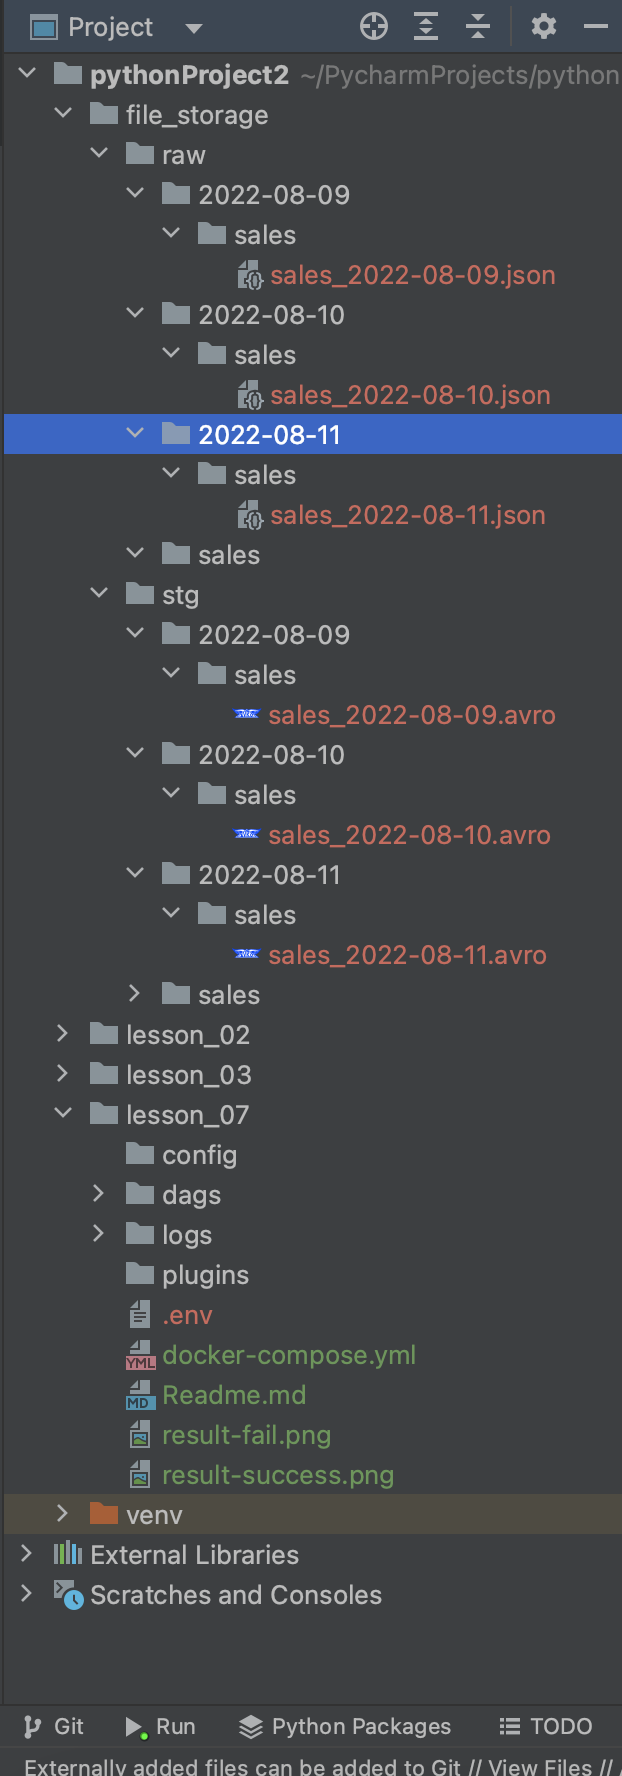 Project
pythonProject2 ~/PycharmProjects/python
file_storage
raw
2022-08-09
sales
sales_2022-08-09.json
2022-08-10
sales
sales_2022-08-10.json
2022-08-11
sales
sales_2022-08-11.json
sales
stg
2022-08-09
sales
sales_2022-08-09.avro
2022-08-10
sales
sales_2022-08-10.avro
2022-08-11
sales
sales_2022-08-11.avro
sales
lesson_02
lesson_03
lesson_07
config
dags
logs
plugins
.env
YML docker-compose.yml
MD Readme.md
result-fail.png
result-success.png
venv
External Libraries
Scratches and Consoles
Git Run Python Packages TODO
Externally added files can be added to Git // View Files //